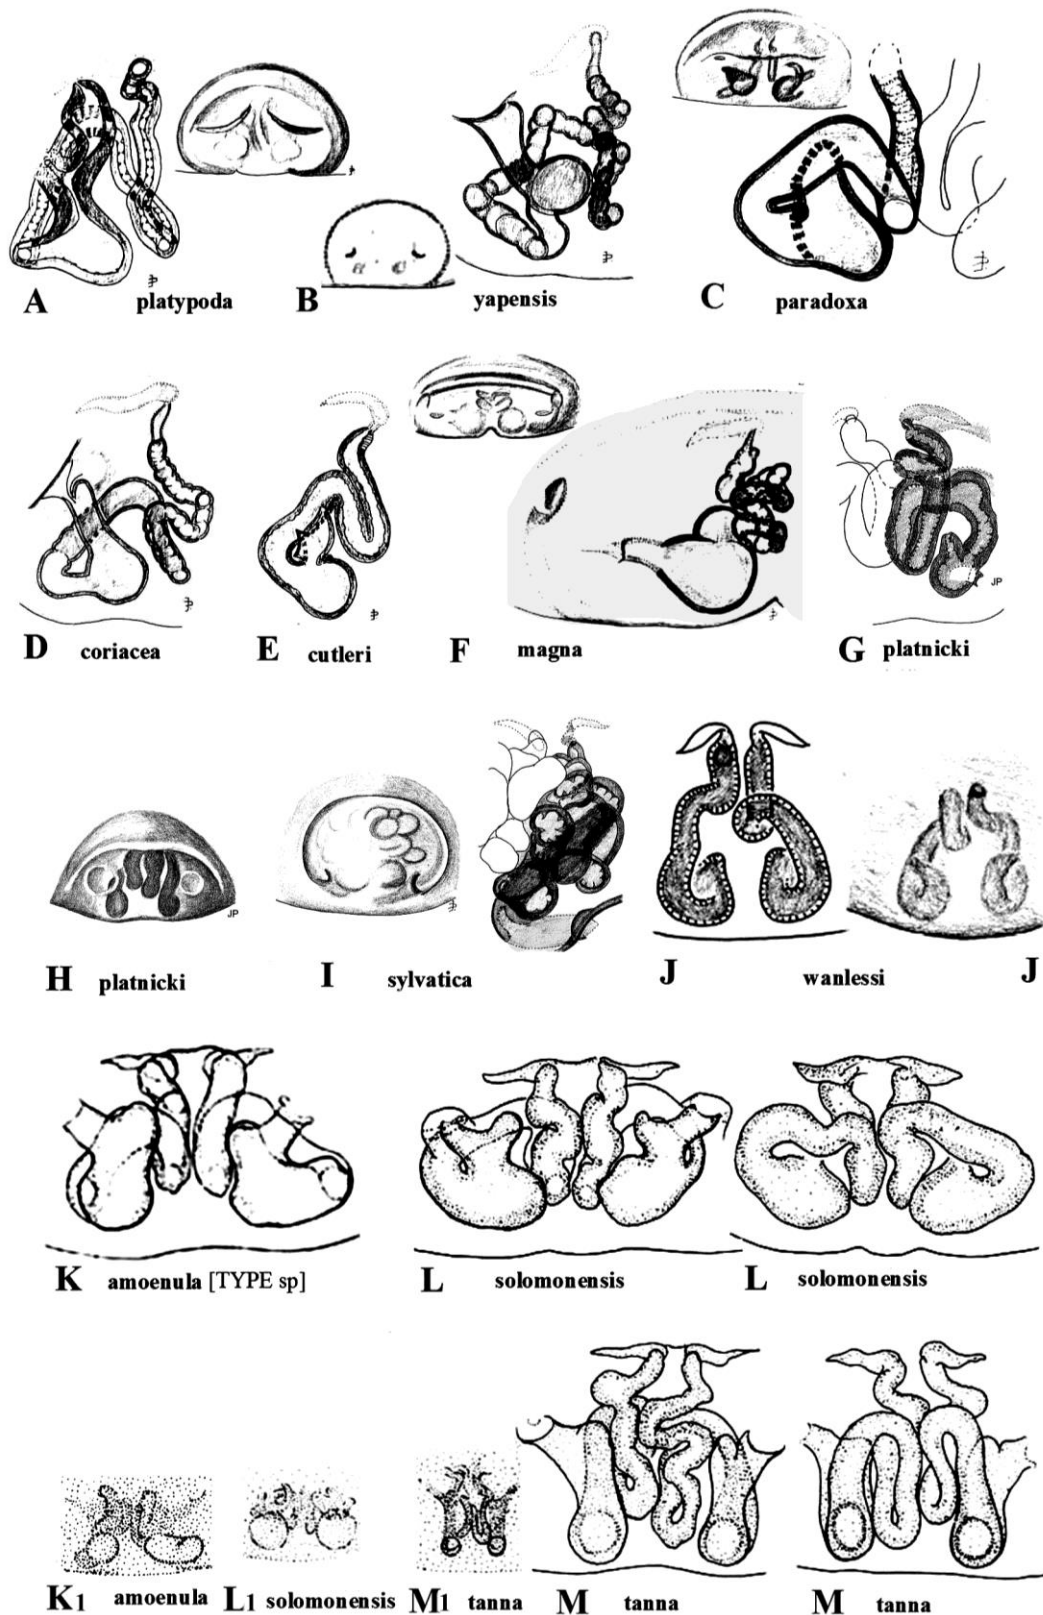 A platypoda
B yapensis
C paradoxa
D coriacea
E cutleri
F magna
JP
G platnicki
JP
H platnicki
I sylvatica
J wanlessi J
K amoenula [TYPE sp]
L solomonensis
L solomonensis
K1 amoenula
L1 solomonensis
M1 tanna
M tanna
M tanna